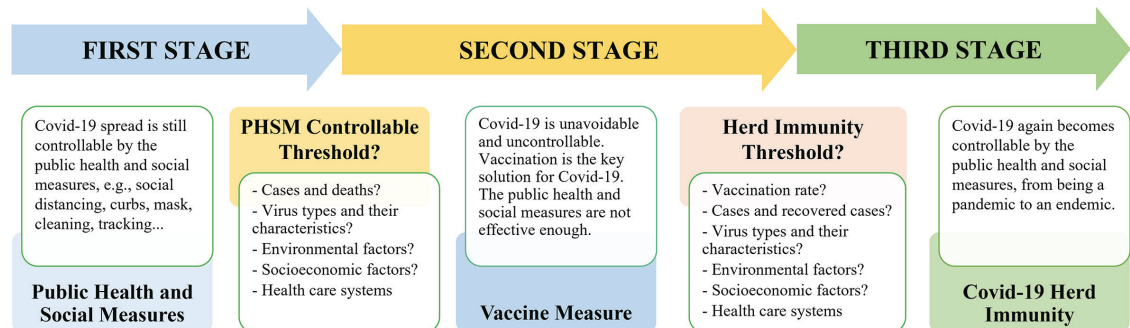 FIRST STAGE
SECOND STAGE
THIRD STAGE
Covid-19 spread is still
controllable by the
public health and social
measures, e.g., social
distancing, curbs, mask,
cleaning, tracking...
Public Health and
Social Measures
PHSM Controllable
Threshold?
- Cases and deaths?
- Virus types and their
characteristics?
- Environmental factors?
- Socioeconomic factors?
- Health care systems
Covid-19 is unavoidable
and uncontrollable.
Vaccination is the key
solution for Covid-19.
The public health and
social measures are not
effective enough.
Vaccine Measure
Herd Immunity
Threshold?
- Vaccination rate?
- Cases and recovered cases?
- Virus types and their
characteristics?
- Environmental factors?
- Socioeconomic factors?
- Health care systems
Covid-19 again becomes
controllable by the
public health and social
measures, from being a
pandemic to an endemic.
Covid-19 Herd
Immunity